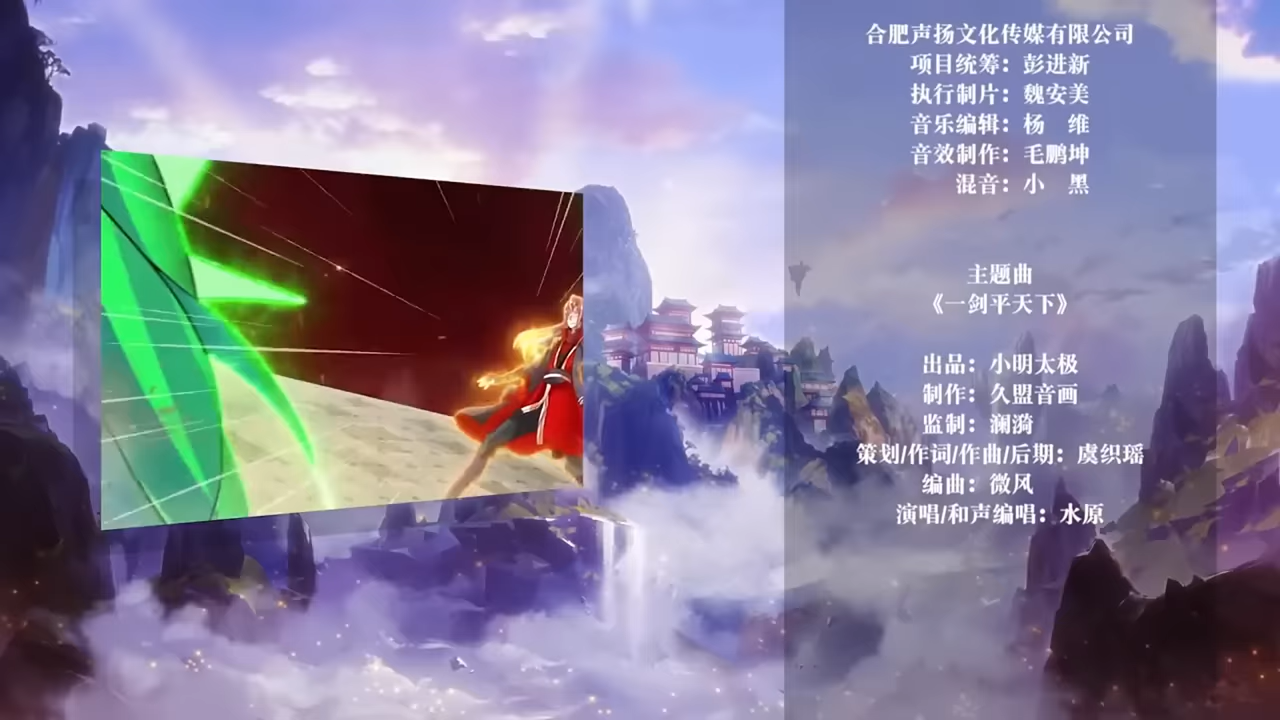 合肥声扬文化传媒有限公司
项目统筹：彭进新
执行制片：魏安美
音乐编辑：杨　维
音效制作：毛鹏坤
混音：小　黑
主题曲
《一剑平天下》
出品：小明太极
制作：久盟音画
监制：澜漪
策划/作词/作曲/后期：虞织瑶
编曲：微风
演唱/和声编唱：水原